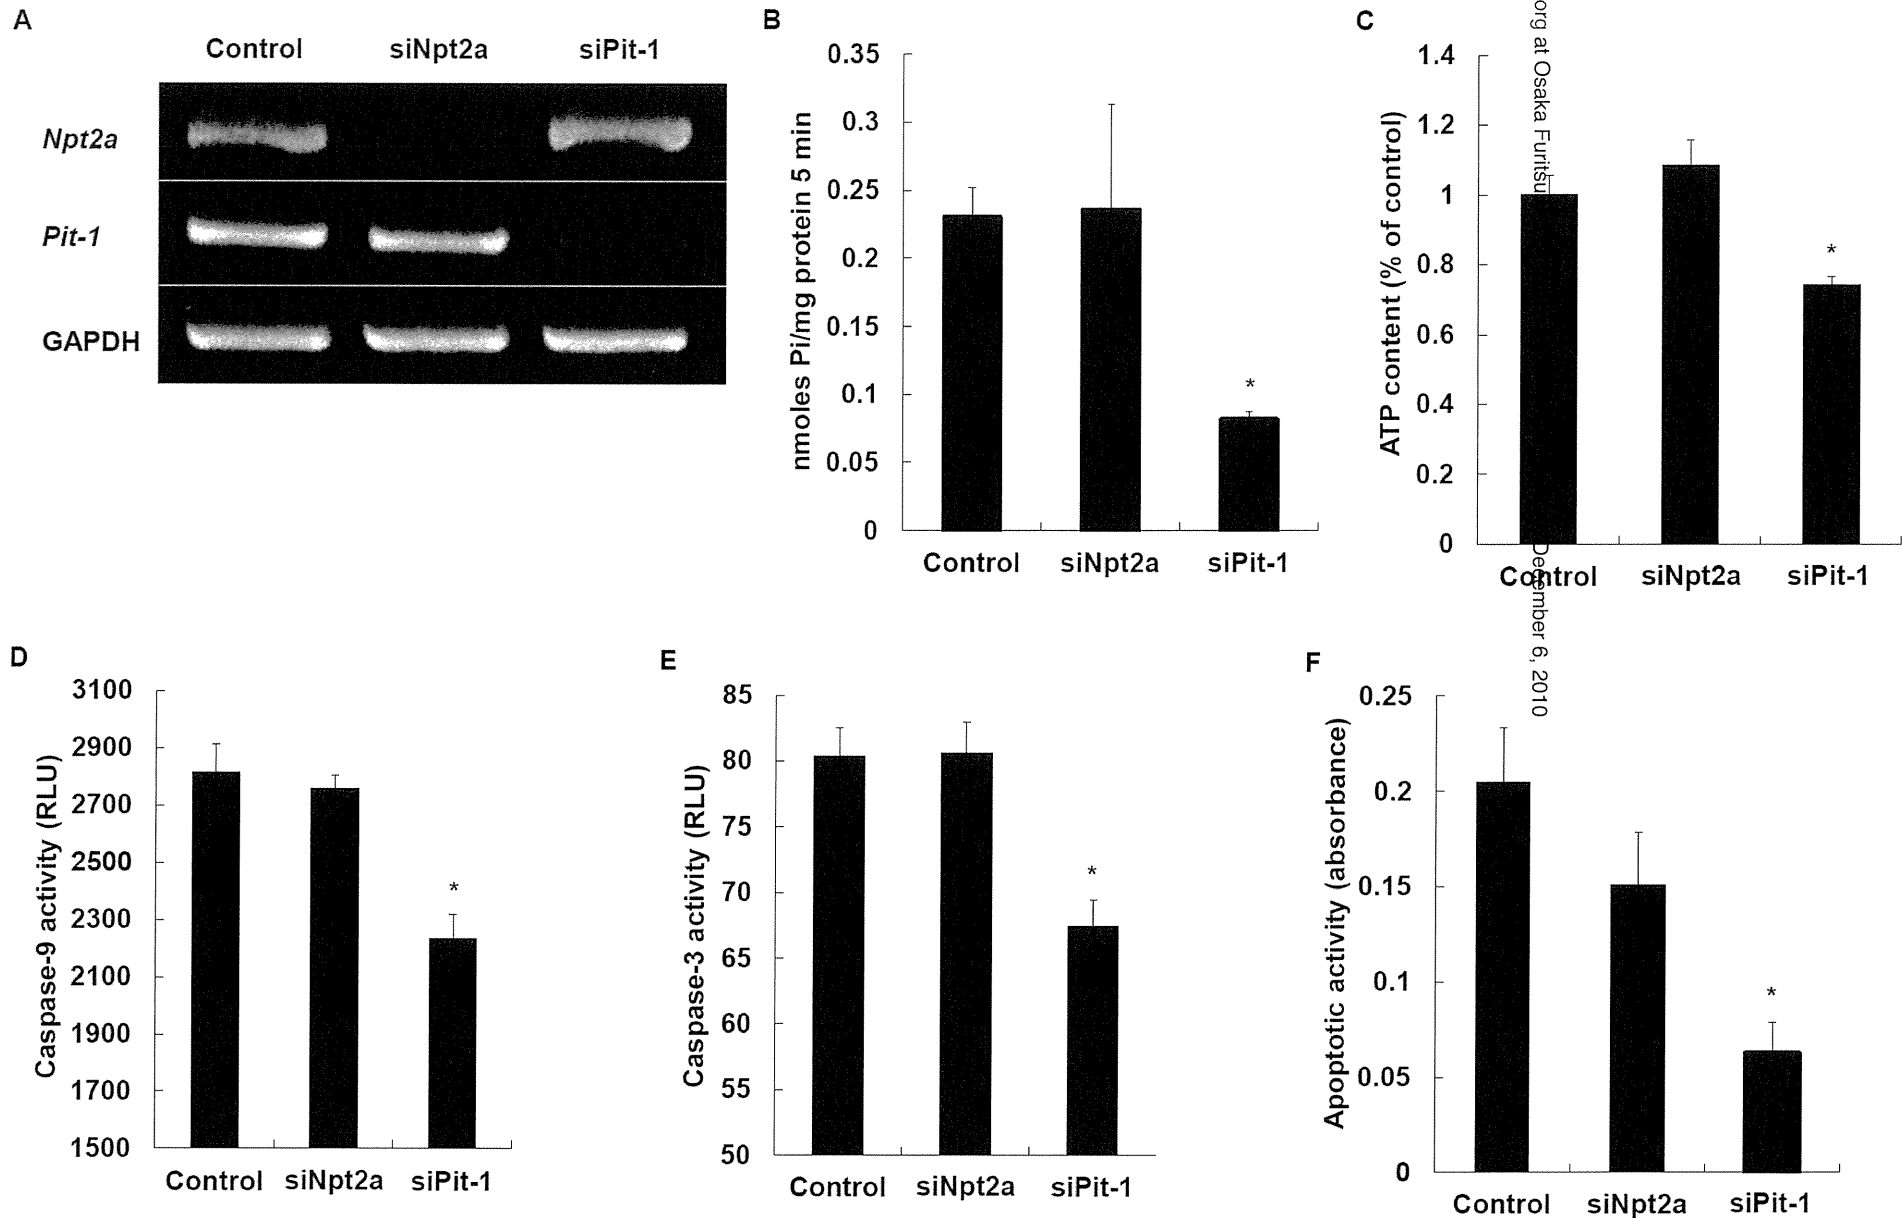 A
Control siNpt2a siPit-1
Npt2a
Pit-1
GAPDH
B
nmoles Pi/mg protein 5 min
0.35
0.3
0.25
0.2
0.15
0.1
0.05
0
*
Control siNpt2a siPit-1
C
ATP content (% of control)
1.4
1.2
1
0.8
0.6
0.4
0.2
0
*
Control siNpt2a siPit-1
org at Osaka Furitsu
December 6, 2010
D
Caspase-9 activity (RLU)
3100
2900
2700
2500
2300
2100
1900
1700
1500
*
Control siNpt2a siPit-1
E
Caspase-3 activity (RLU)
85
80
75
70
65
60
55
50
*
Control siNpt2a siPit-1
F
Apoptotic activity (absorbance)
0.25
0.2
0.15
0.1
0.05
0
*
Control siNpt2a siPit-1